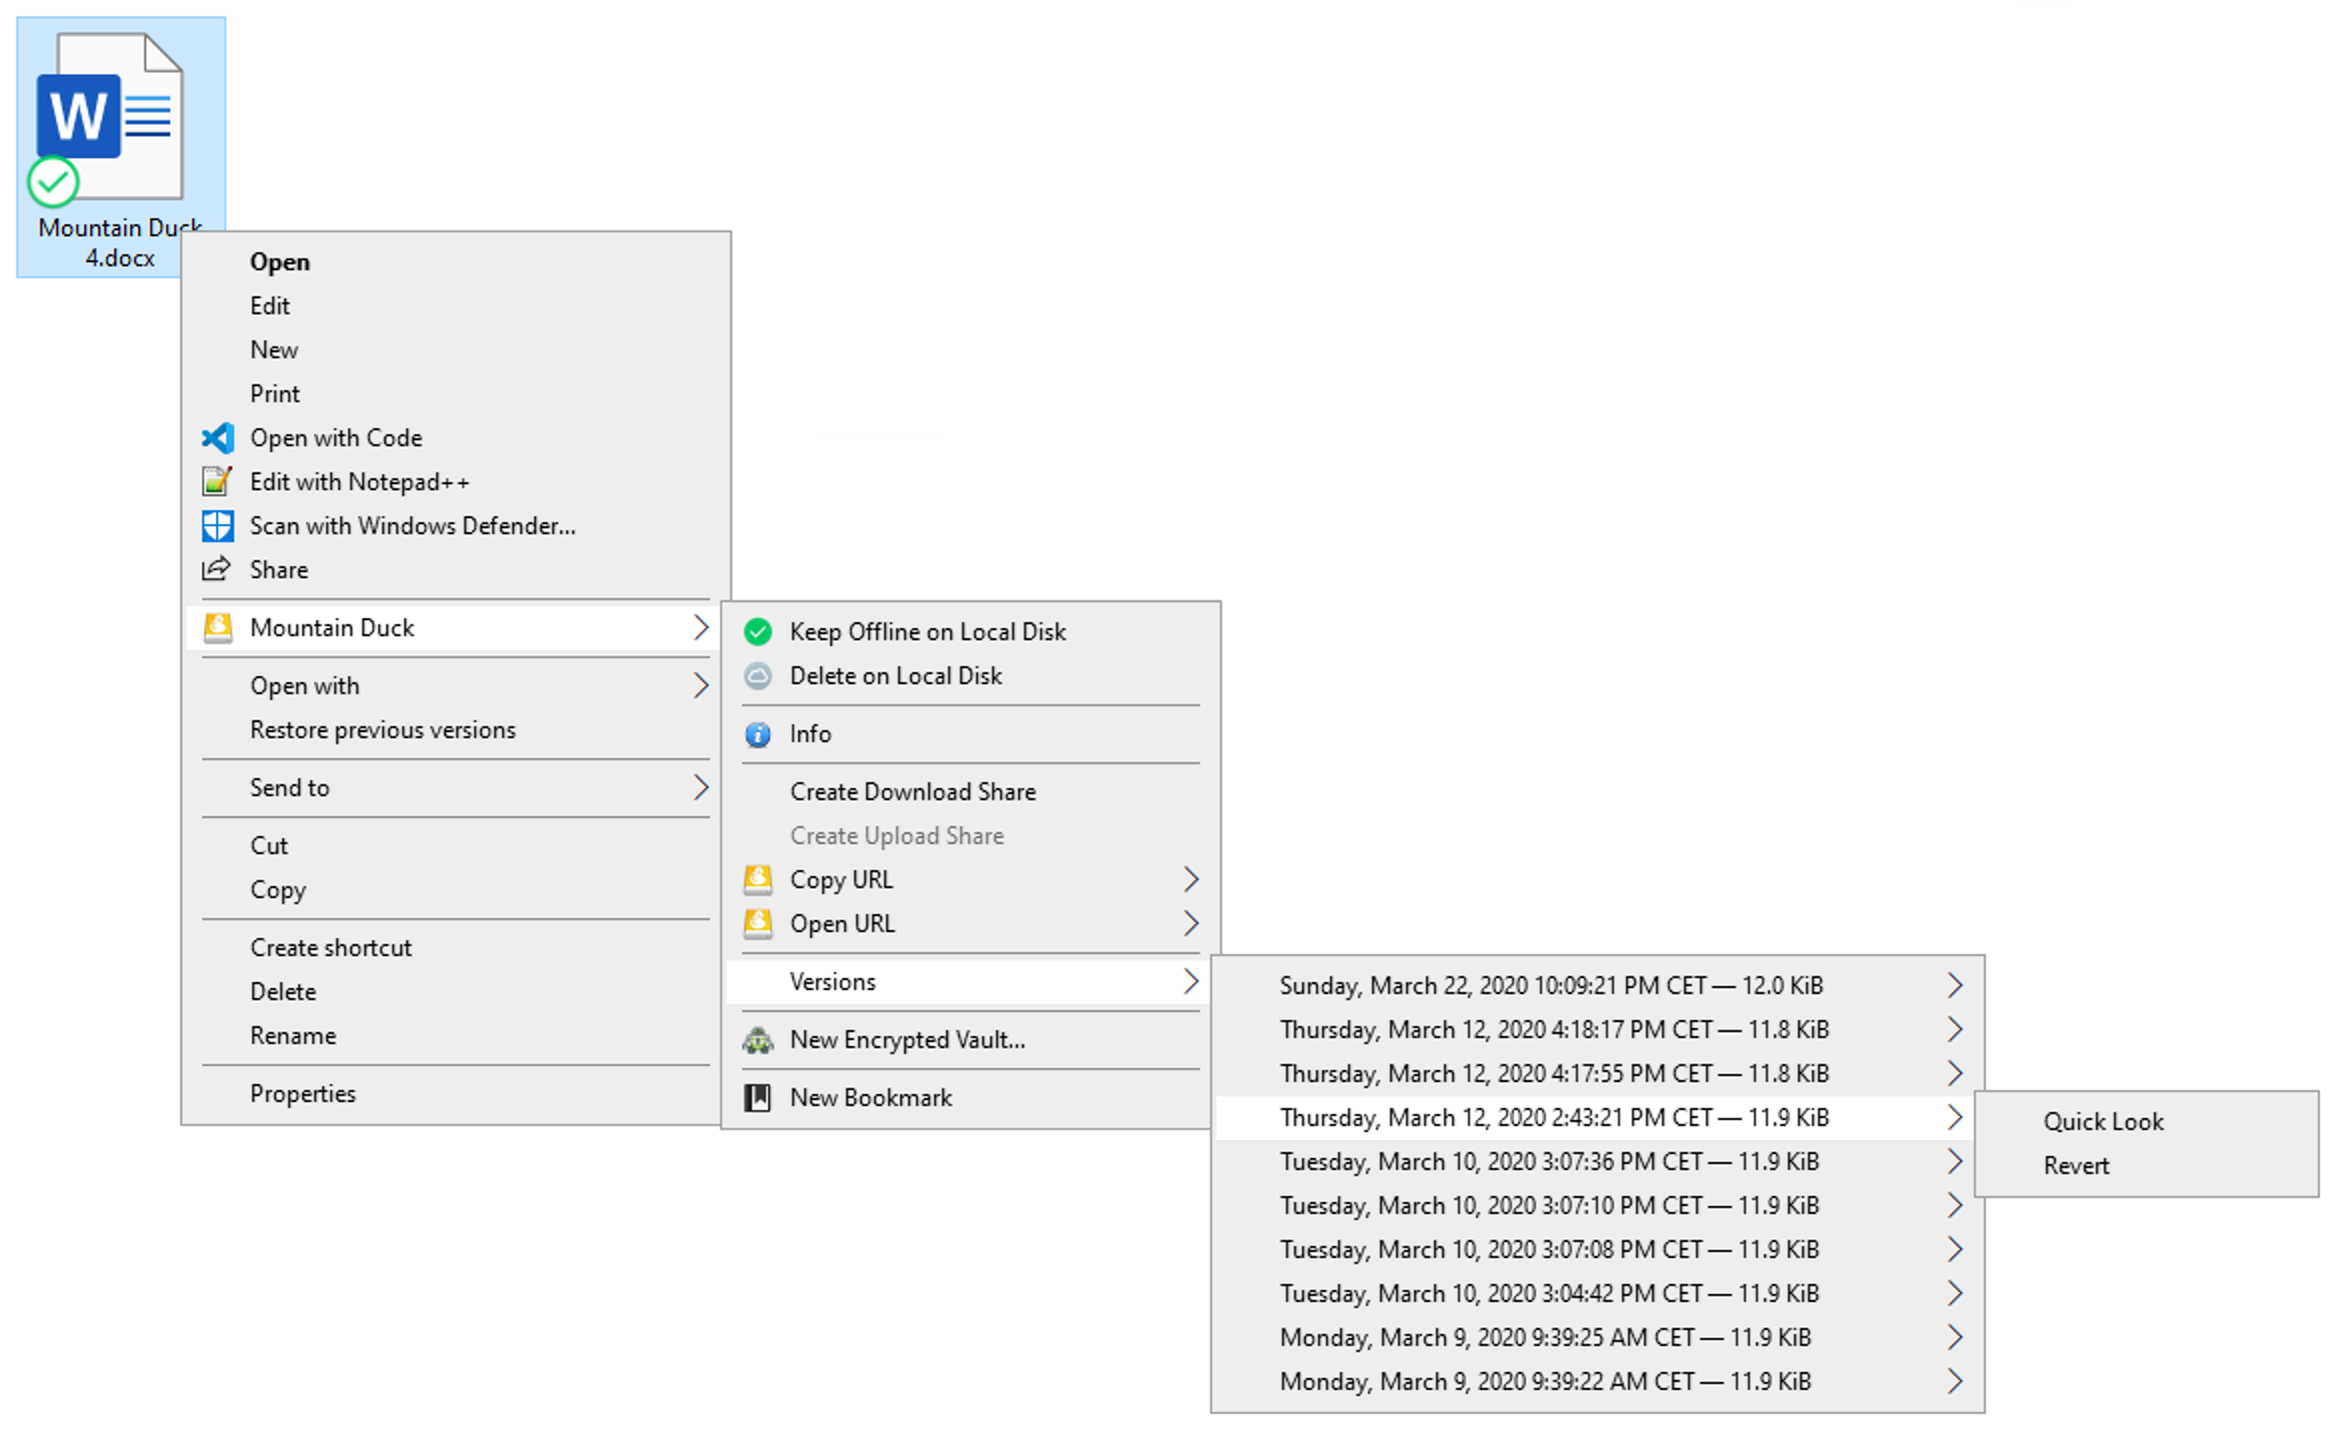 W
Mountain Duck
4.docx
Open
Edit
New
Print
Open with Code
Edit with Notepad++
Scan with Windows Defender...
Share
Mountain Duck
Open with
Restore previous versions
Send to
Cut
Copy
Create shortcut
Delete
Rename
Properties
Keep Offline on Local Disk
Delete on Local Disk
Info
Create Download Share
Create Upload Share
Copy URL
Open URL
Versions
New Encrypted Vault...
New Bookmark
Sunday, March 22, 2020 10:09:21 PM CET — 12.0 KiB
Thursday, March 12, 2020 4:18:17 PM CET — 11.8 KiB
Thursday, March 12, 2020 4:17:55 PM CET — 11.8 KiB
Thursday, March 12, 2020 2:43:21 PM CET — 11.9 KiB
Tuesday, March 10, 2020 3:07:36 PM CET — 11.9 KiB
Tuesday, March 10, 2020 3:07:10 PM CET — 11.9 KiB
Tuesday, March 10, 2020 3:07:08 PM CET — 11.9 KiB
Tuesday, March 10, 2020 3:04:42 PM CET — 11.9 KiB
Monday, March 9, 2020 9:39:25 AM CET — 11.9 KiB
Monday, March 9, 2020 9:39:22 AM CET — 11.9 KiB
Quick Look
Revert